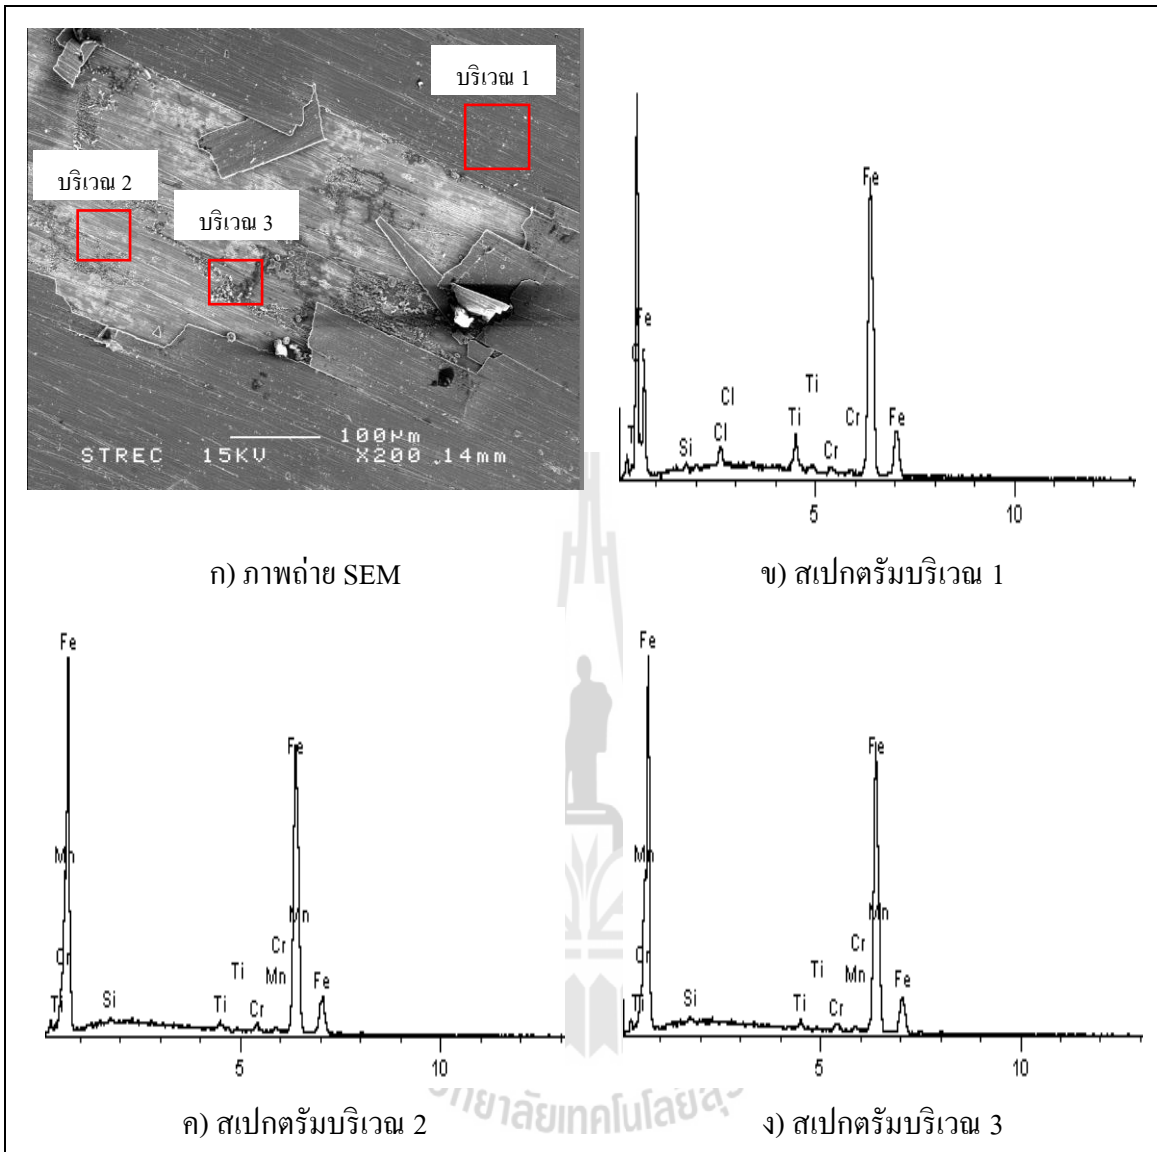 บริเวณ 1
บริเวณ 2
บริเวณ 3
100μm
STREC 15KV X200 .14mm
Fe
Fe
Cl
Ti
Ti
Cr
Fe
Si
Cl
Cr
5
10
ก) ภาพถ่าย SEM
ข) สเปกตรัมบริเวณ 1
Fe
Mn
Cr
Ti
Si
Ti
Ti
Cr
Cr
Mn
Fe
Mn
Fe
5
10
Fe
Mn
Cr
Ti
Si
Ti
Ti
Cr
Cr
Mn
Fe
Mn
Fe
5
10
ค) สเปกตรัมบริเวณ 2
ง) สเปกตรัมบริเวณ 3